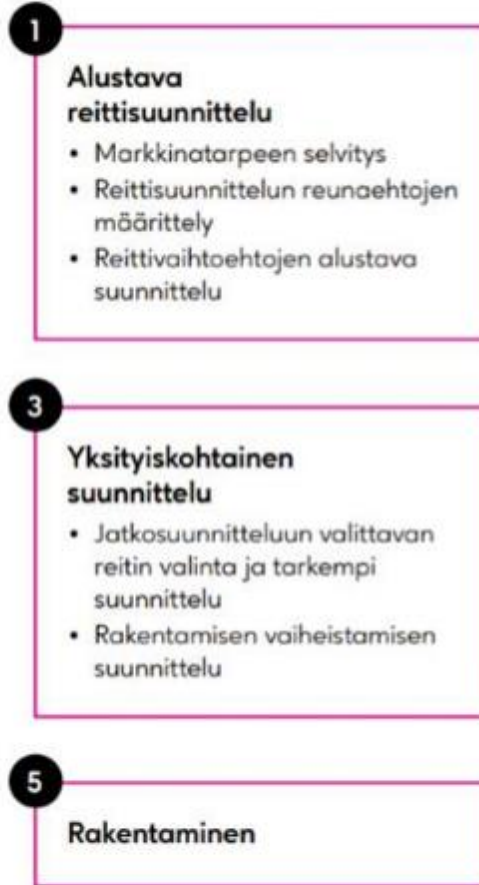 1
Alustava
reittisuunnittelu
• Markkinatarpeen selvitys
• Reittisuunnittelun reunaehtojen
määrittely
• Reittivaihtoehtojen alustava
suunnittelu
3
Yksityiskohtainen
suunnittelu
• Jatkosuunnitteluun valittavan
reitin valinta ja tarkempi
suunnittelu
• Rakentamisen vaiheistamisen
suunnittelu
5
Rakentaminen